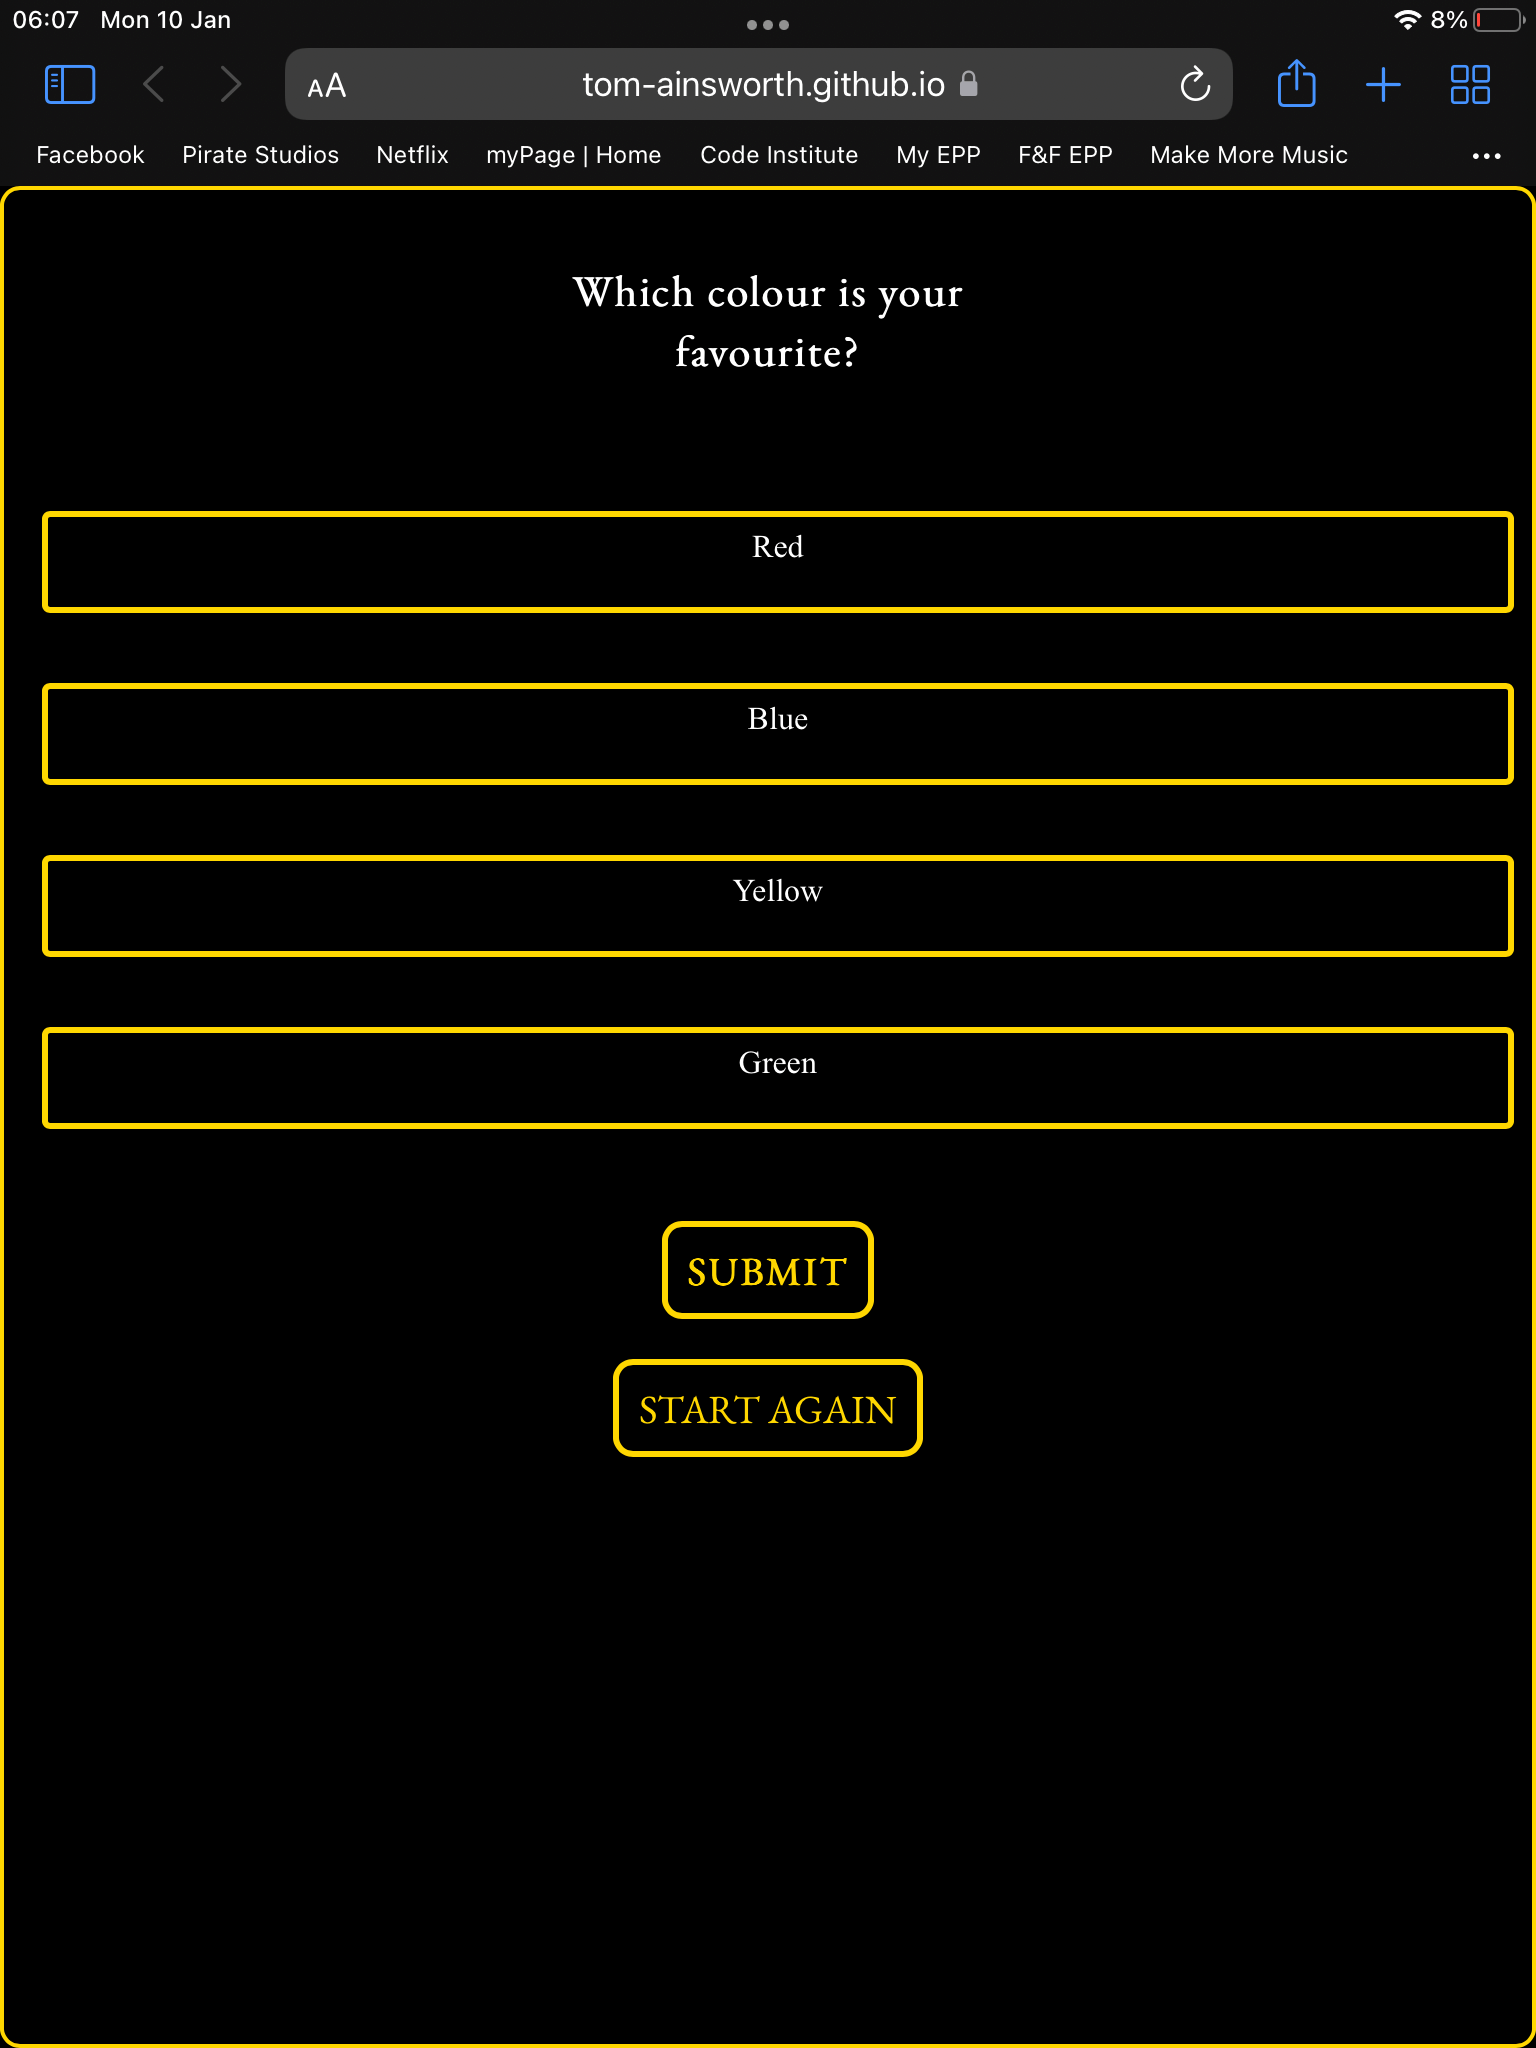 06:07 Mon 10 Jan 8%
AA tom-ainsworth.github.io
Facebook Pirate Studios Netflix myPage | Home Code Institute My EPP F&F EPP Make More Music
Which colour is your
favourite?
Red
Blue
Yellow
Green
SUBMIT
START AGAIN